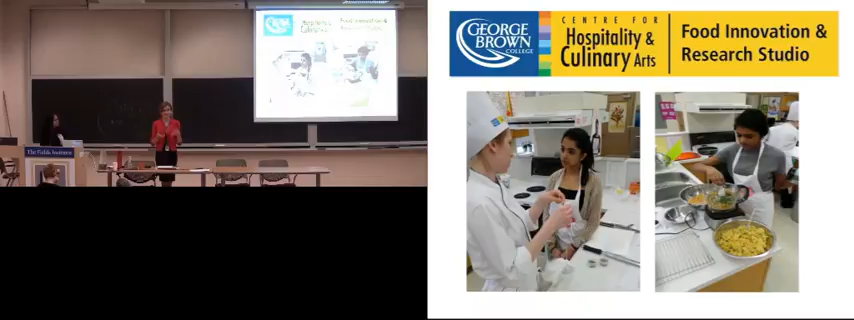 GEORGE
BROWN
COLLEGE
CENTRE FOR
Hospitality &
Culinary Arts
Food Innovation &
Research Studio
The Fields Institute